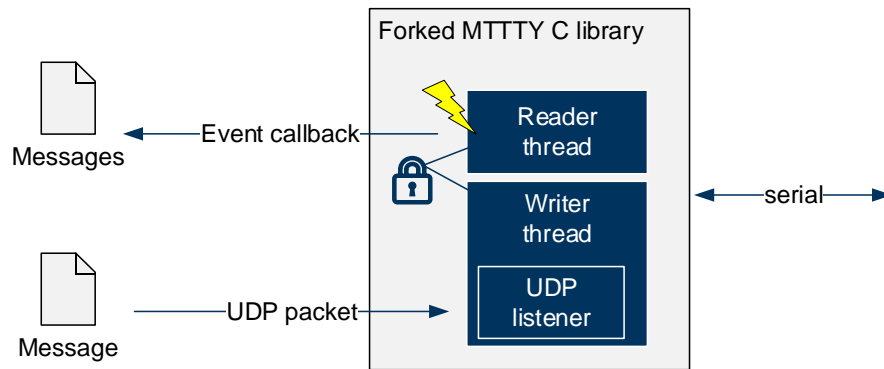 Forked MTTTY C library
Reader
thread
Event callback
Messages
Writer
thread
serial
UDP
listener
UDP packet
Message